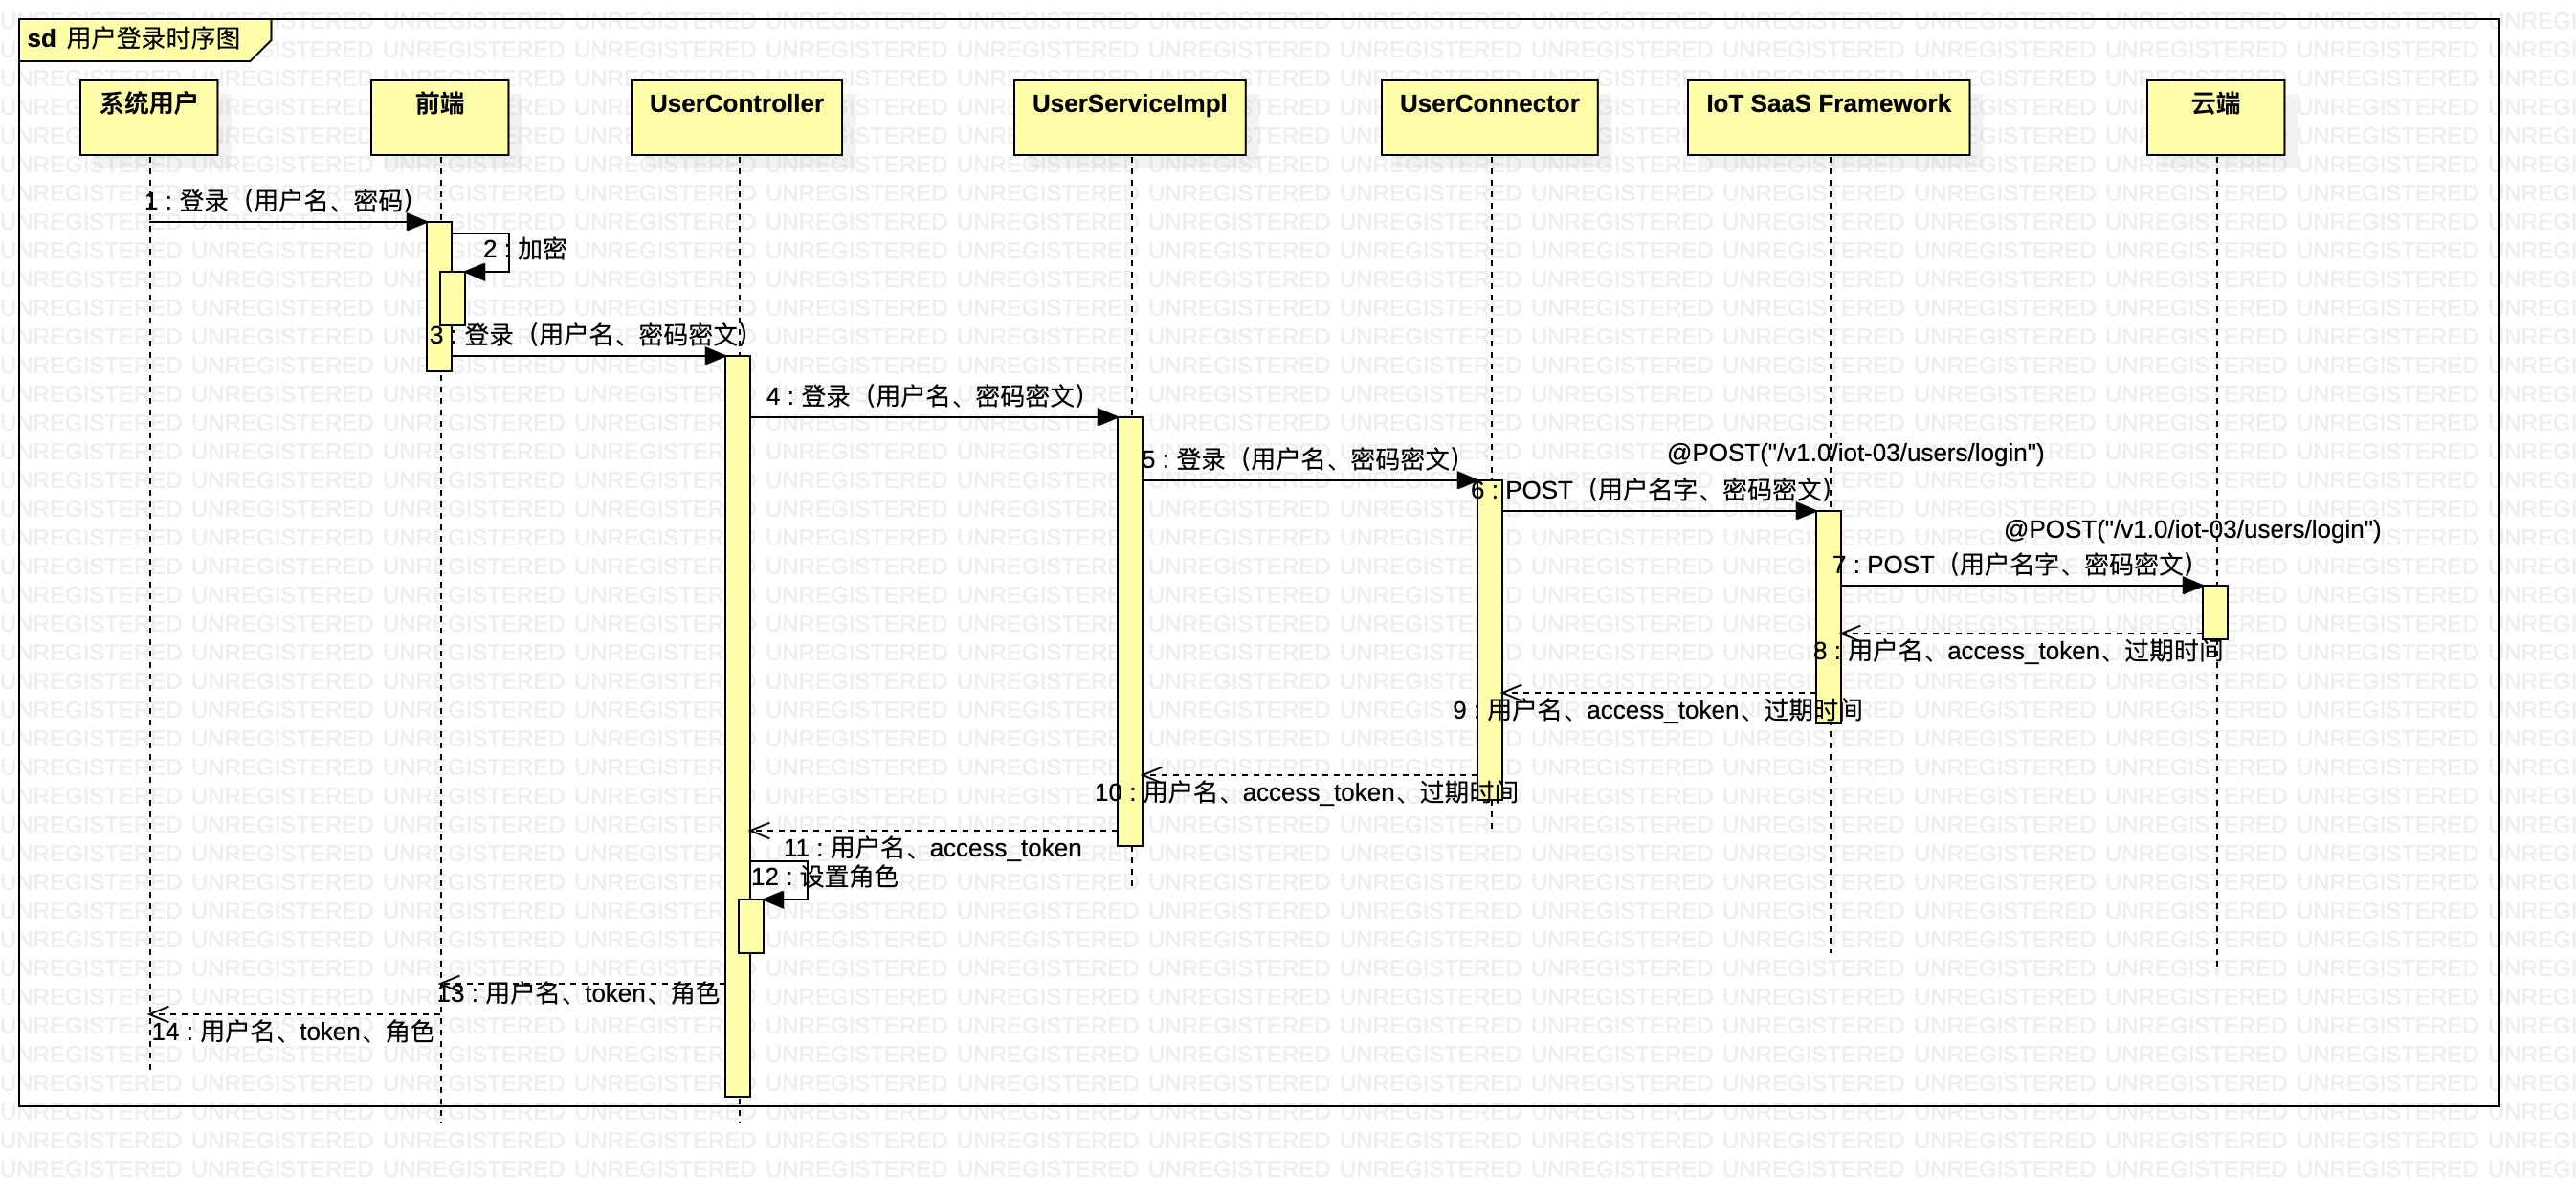 sd 用户登录时序图
系统用户
前端
UserController
UserServiceImpl
UserConnector
IoT SaaS Framework
云端
1 : 登录（用户名、密码）
2 : 加密
3 : 登录（用户名、密码密文）
4 : 登录（用户名、密码密文）
@POST("/v1.0/iot-03/users/login")
5 : 登录（用户名、密码密文）
6 : POST（用户名字、密码密文）
@POST("/v1.0/iot-03/users/login")
7 : POST（用户名字、密码密文）
8 : 用户名、access_token、过期时间
9 : 用户名、access_token、过期时间
10 : 用户名、access_token、过期时间
11 : 用户名、access_token
12 : 设置角色
13 : 用户名、token、角色
14 : 用户名、token、角色